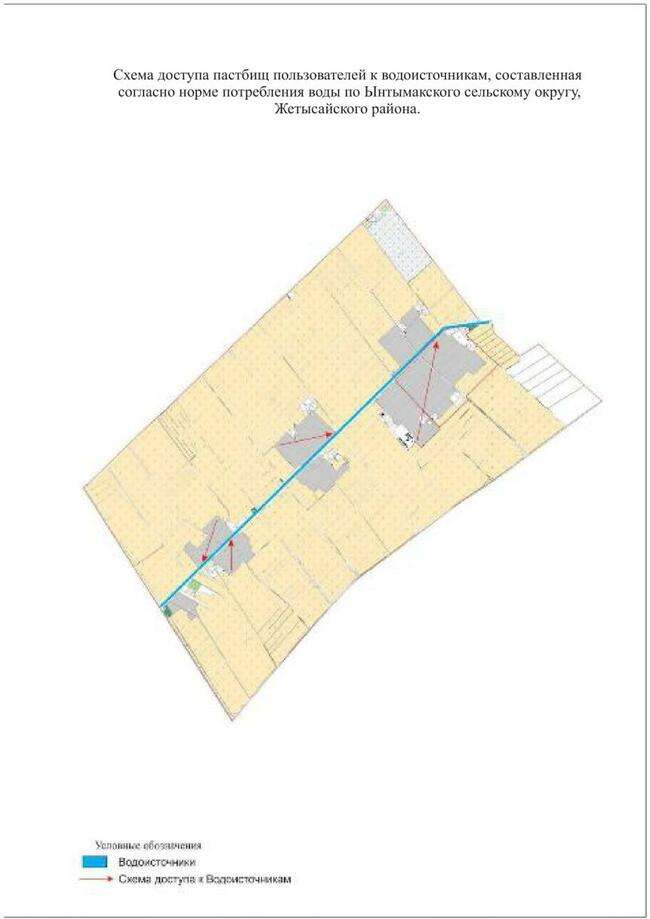 Схема доступа пастбищ пользователей к водоисточникам, составленная
согласно норме потребления воды по Ынтымакского сельскому округу,
Жетысайского района.
Условные обозначения
Водоисточники
Схема доступа к Водоисточникам